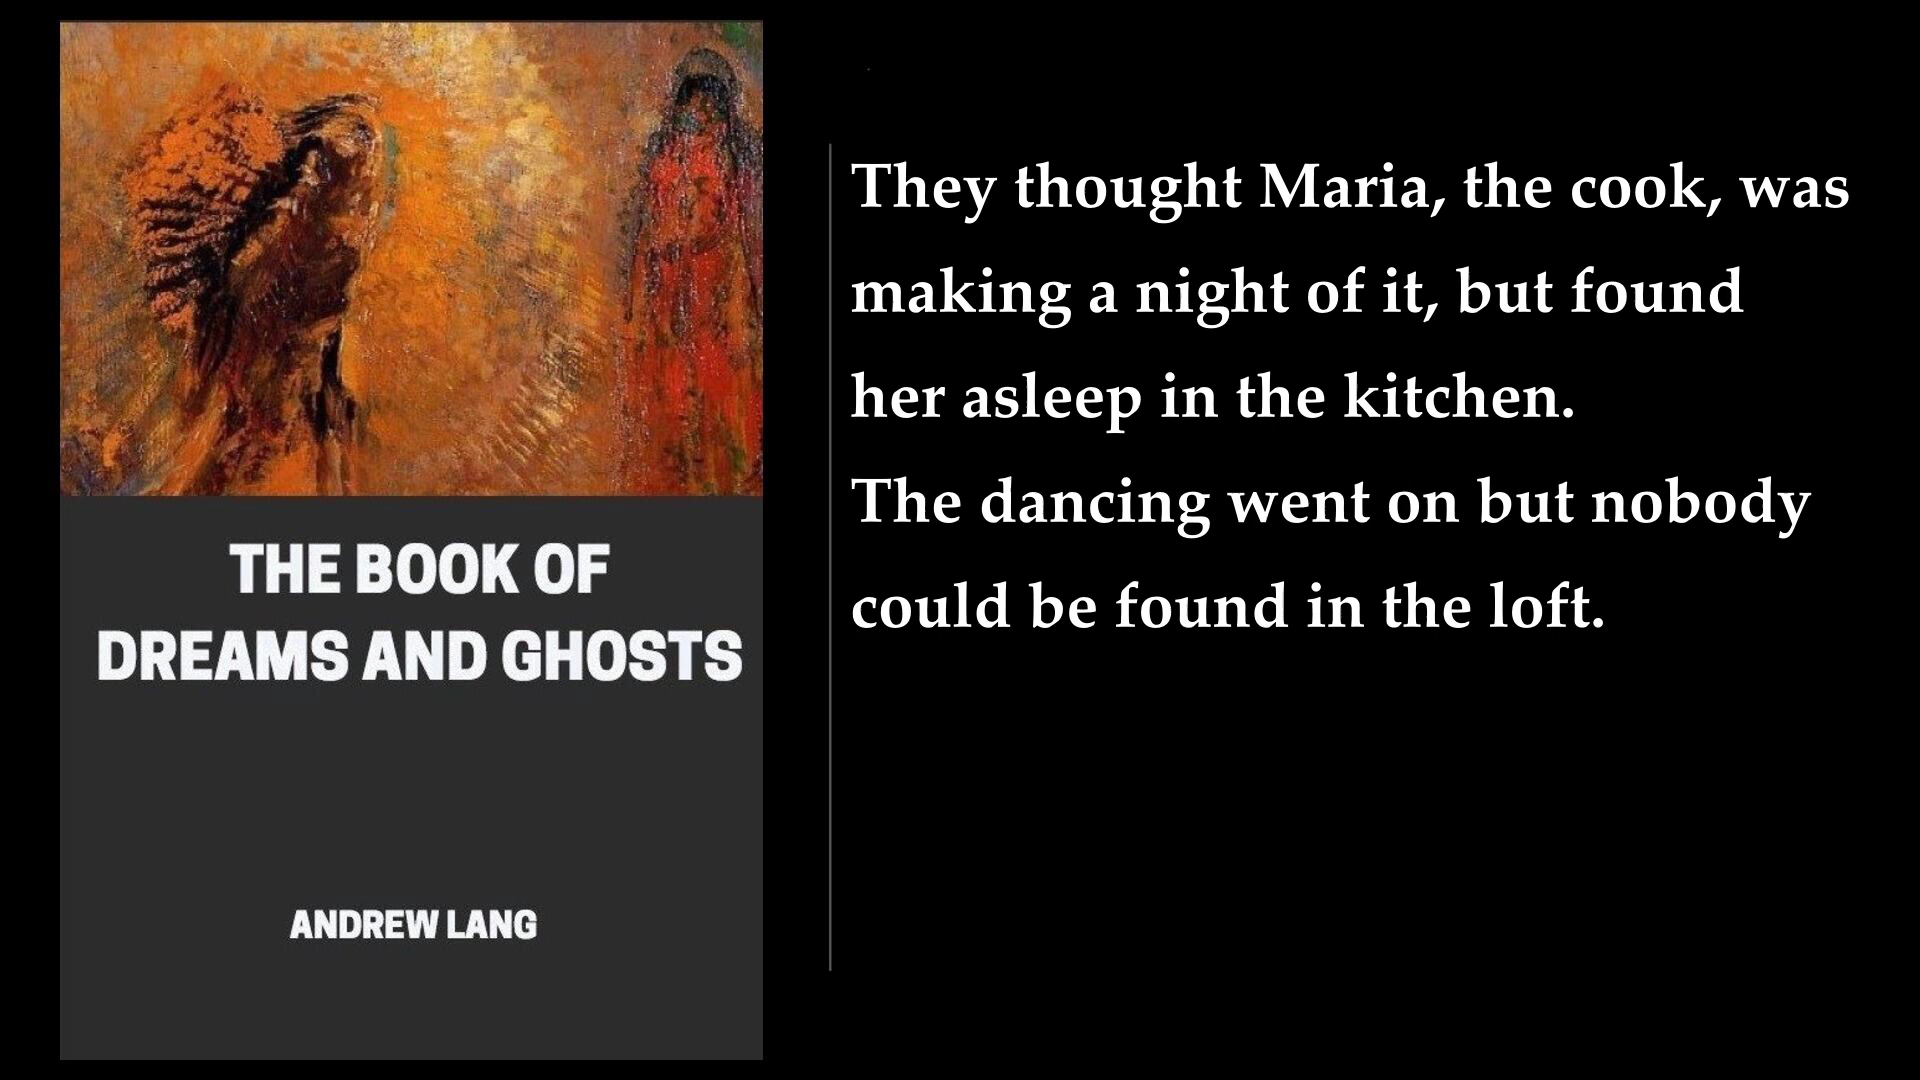 THE BOOK OF
DREAMS AND GHOSTS
ANDREW LANG
They thought Maria, the cook, was
making a night of it, but found
her asleep in the kitchen.
The dancing went on but nobody
could be found in the loft.